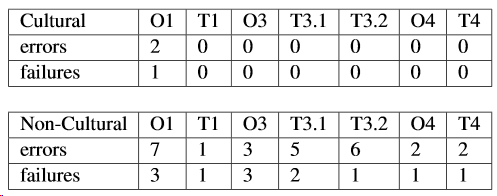 Cultural O1 T1 O3 T3.1 T3.2 O4 T4
errors 2 0 0 0 0 0 0
failures 1 0 0 0 0 0 0
Non-Cultural O1 T1 O3 T3.1 T3.2 O4 T4
errors 7 1 3 5 6 2 2
failures 3 1 3 2 1 1 1